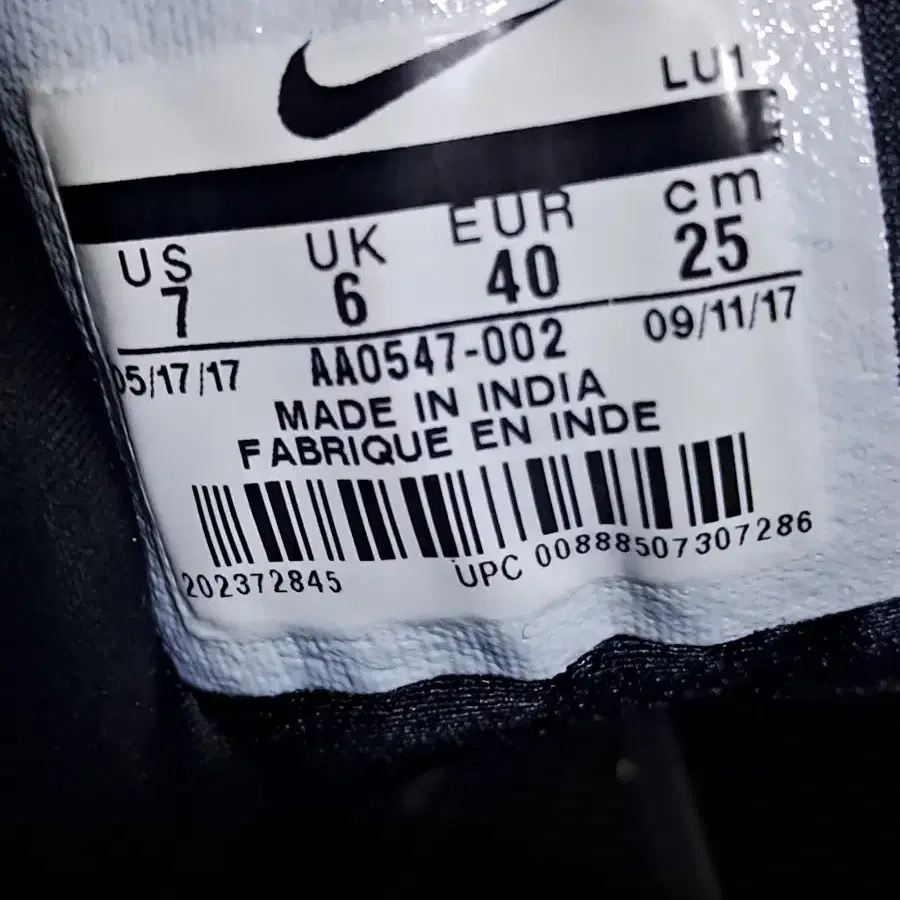 LU1
US UK EUR cm
7 6 40 25
05/17/17 AA0547-002 09/11/17
MADE IN INDIA
FABRIQUE EN INDE
202372845 UPC 00888507307286